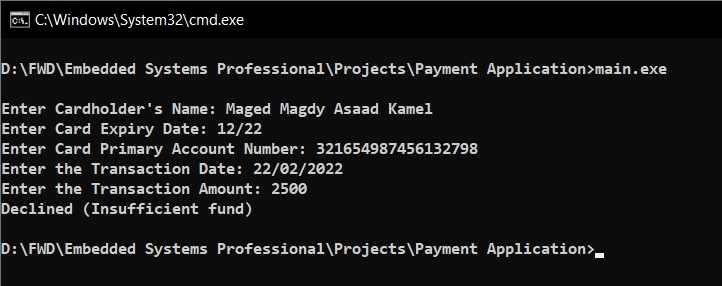 C:\Windows\System32\cmd.exe
D:\FWD\Embedded Systems Professional\Projects\Payment Application>main.exe
Enter Cardholder's Name: Maged Magdy Asaad Kamel
Enter Card Expiry Date: 12/22
Enter Card Primary Account Number: 321654987456132798
Enter the Transaction Date: 22/02/2022
Enter the Transaction Amount: 2500
Declined (Insufficient fund)
D:\FWD\Embedded Systems Professional\Projects\Payment Application>